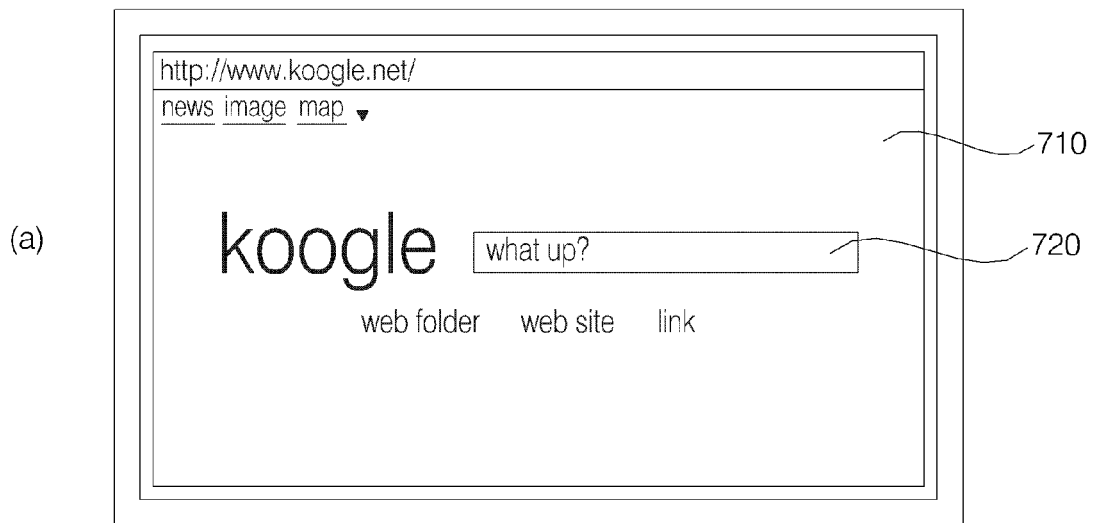 http://www.koogle.net/
news image map ▼
710
(a)
koogle what up?
720
web folder web site link